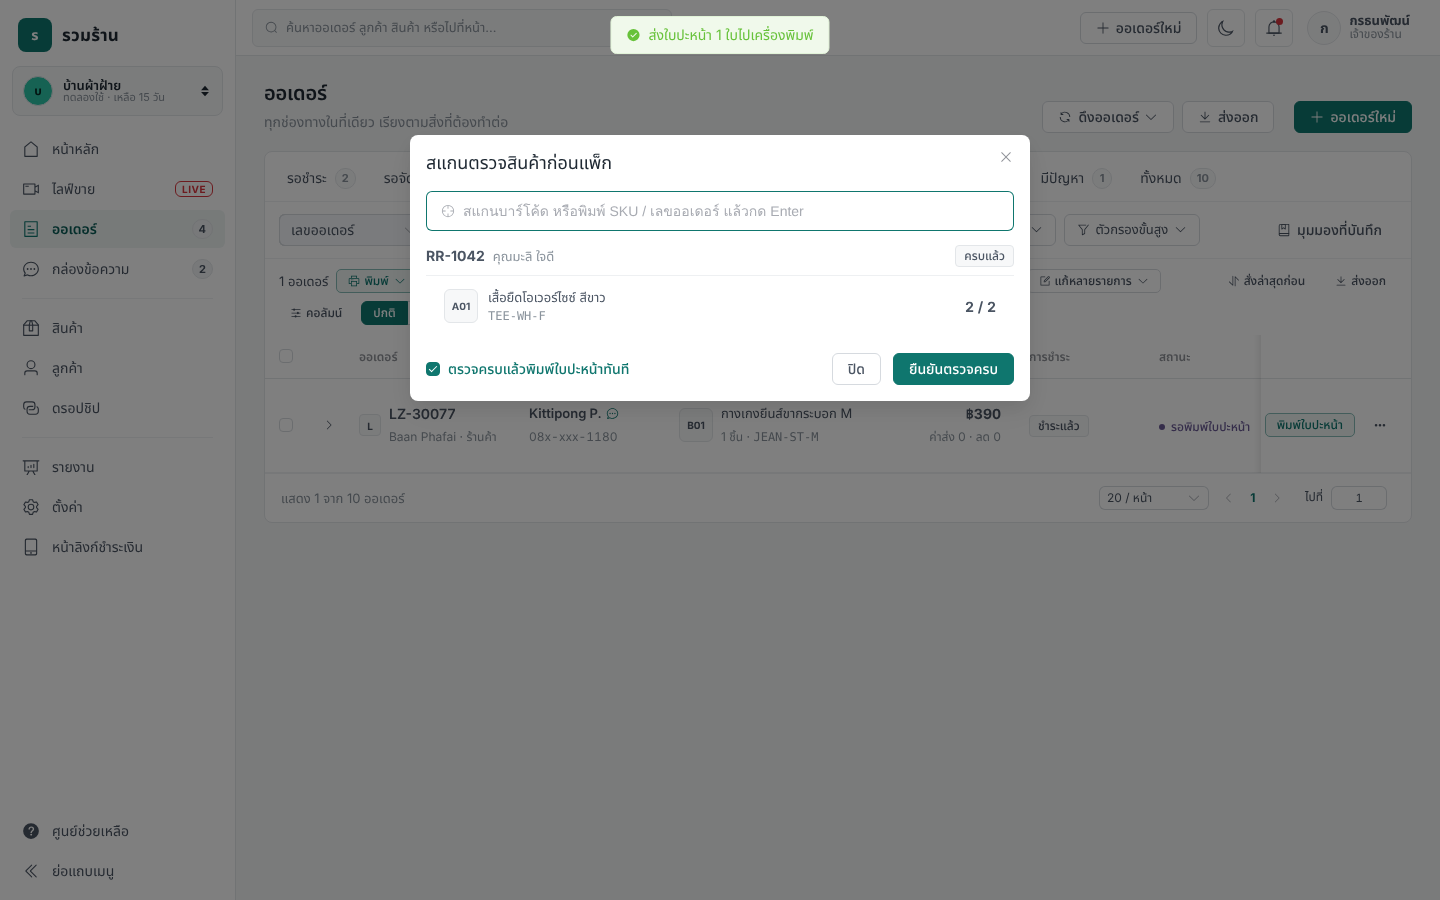 ร
รวมร้าน
ค้นหาออเดอร์ ลูกค้า สินค้า หรือไปที่หน้า...
ส่งใบปะหน้า 1 ใบไปเครื่องพิมพ์
ออเดอร์ใหม่
ก
กรธนพัฒน์
เจ้าของร้าน
บ
บ้านผ้าฝ้าย
ทดลองใช้ · เหลือ 15 วัน
หน้าหลัก
ไลฟ์ขาย
LIVE
ออเดอร์
4
กล่องข้อความ
2
สินค้า
ลูกค้า
ดรอปชิป
รายงาน
ตั้งค่า
หน้าลิงก์ชำระเงิน
ศูนย์ช่วยเหลือ
ย่อแถบเมนู
ออเดอร์
ทุกช่องทางในที่เดียว เรียงตามสิ่งที่ต้องทำต่อ
ดึงออเดอร์
ส่งออก
ออเดอร์ใหม่
รอชำระ 2
มีปัญหา 1
ทั้งหมด 10
เลขออเดอร์
ตัวกรองขั้นสูง
มุมมองที่บันทึก
1 ออเดอร์
พิมพ์
แก้หลายรายการ
สั่งล่าสุดก่อน
ส่งออก
คอลัมน์
ปกติ
สแกนตรวจสินค้าก่อนแพ็ก
สแกนบาร์โค้ด หรือพิมพ์ SKU / เลขออเดอร์ แล้วกด Enter
RR-1042 คุณมะลิ ใจดี
ครบแล้ว
A01
เสื้อยืดโอเวอร์ไซซ์ สีขาว
TEE-WH-F
2 / 2
ตรวจครบแล้วพิมพ์ใบปะหน้าทันที
ปิด
ยืนยันตรวจครบ
ออเดอร์
การชำระ
สถานะ
L
LZ-30077
Baan Phafai · ร้านค้า
Kittipong P.
08x-xxx-1180
B01
กางเกงยีนส์ขากระบอก M
1 ชิ้น · JEAN-ST-M
฿390
ค่าส่ง 0 · ลด 0
ชำระแล้ว
รอพิมพ์ใบปะหน้า
พิมพ์ใบปะหน้า
แสดง 1 จาก 10 ออเดอร์
20 / หน้า
1
ไปที่
1